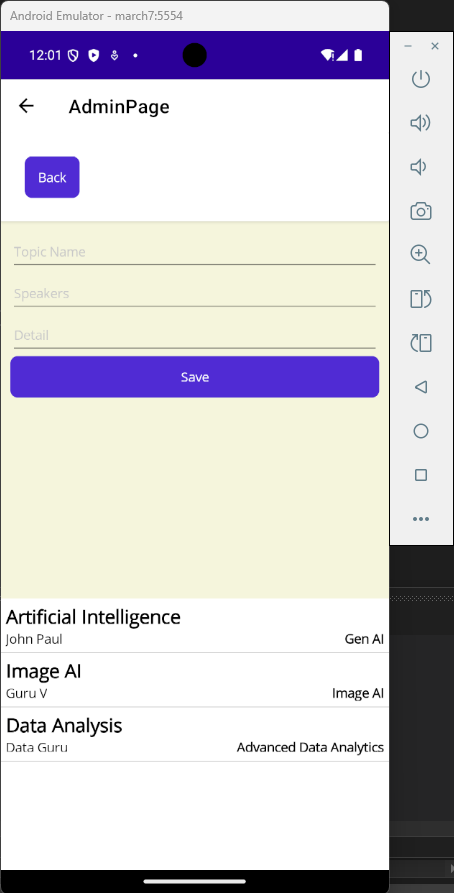 Android Emulator - march7:5554
12:01
AdminPage
Back
Topic Name
Speakers
Detail
Save
Artificial Intelligence
John Paul Gen AI
Image AI
Guru V Image AI
Data Analysis
Data Guru Advanced Data Analytics